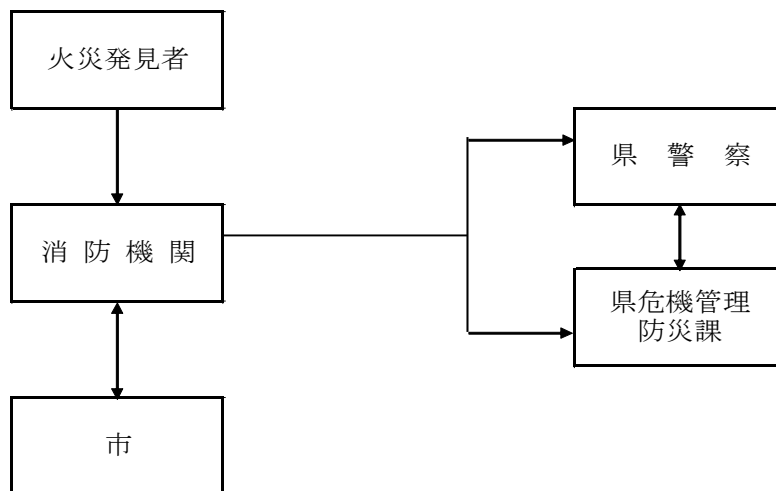 火災発見者
消防機関
市
県警察
県危機管理
防災課